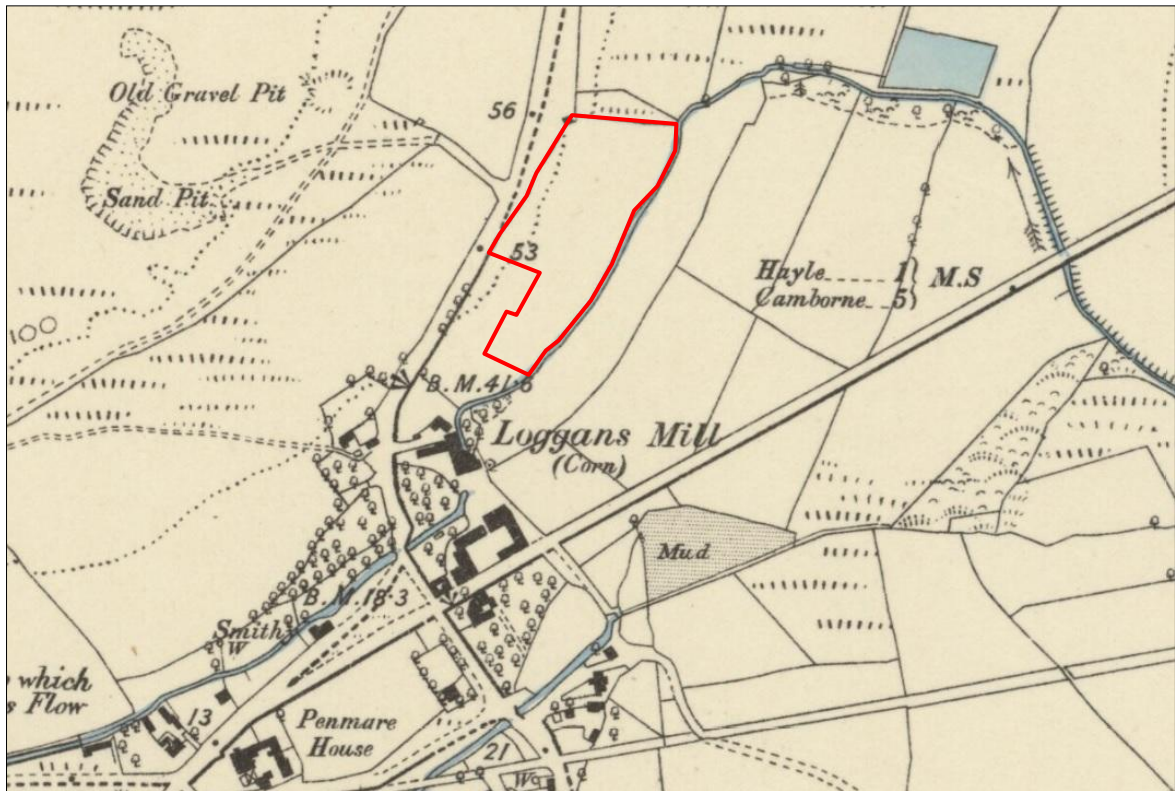 Old Gravel Pit
56
Sand Pit
53
Hayle 1
Camborne 5
M.S
100
B.M.41·6
Loggans Mill
(Corn)
Mud
B.M.18·3
Smithy
W
which
s Flow
13
Penmare
House
21
W